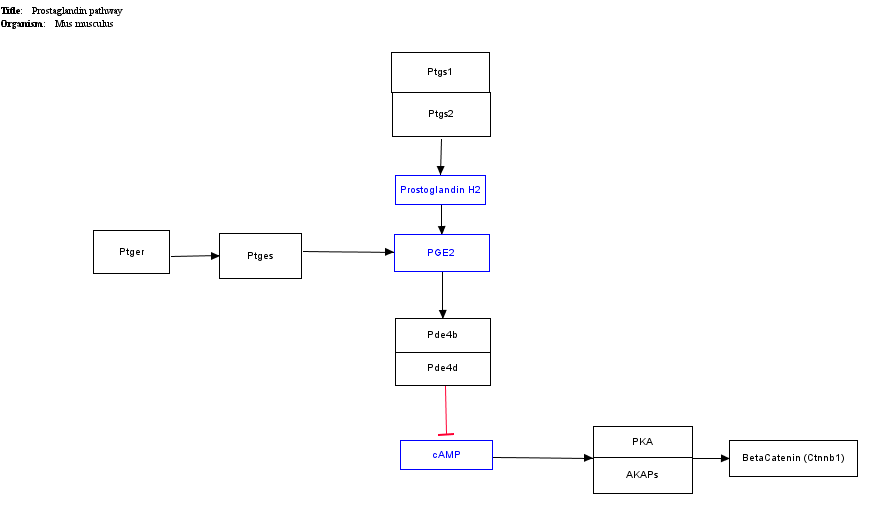 Title: Prostaglandin pathway
Organism: Mus musculus
Ptgs1
Ptgs2
Prostoglandin H2
Ptger
Ptges
PGE2
Pde4b
Pde4d
cAMP
PKA
AKAPs
BetaCatenin (Ctnnb1)